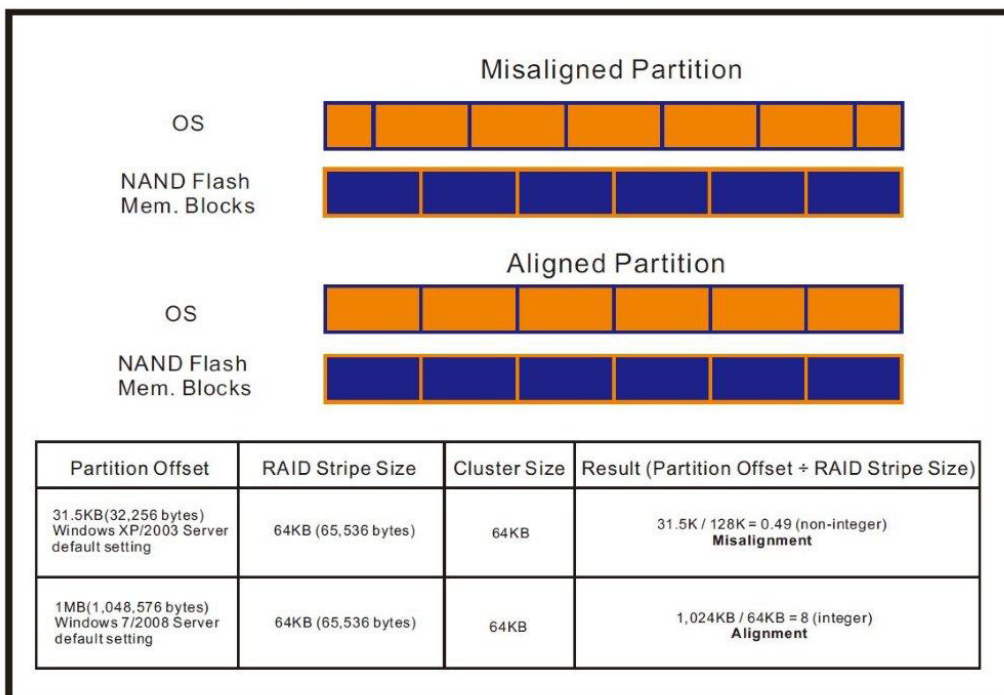 Misaligned Partition
OS
NAND Flash
Mem. Blocks
Aligned Partition
OS
NAND Flash
Mem. Blocks
Partition Offset
RAID Stripe Size
Cluster Size
Result (Partition Offset ÷ RAID Stripe Size)
31.5KB(32,256 bytes)
Windows XP/2003 Server
default setting
64KB (65,536 bytes)
64KB
31.5K / 128K = 0.49 (non-integer)
Misalignment
1MB(1,048,576 bytes)
Windows 7/2008 Server
default setting
64KB (65,536 bytes)
64KB
1,024KB / 64KB = 8 (integer)
Alignment